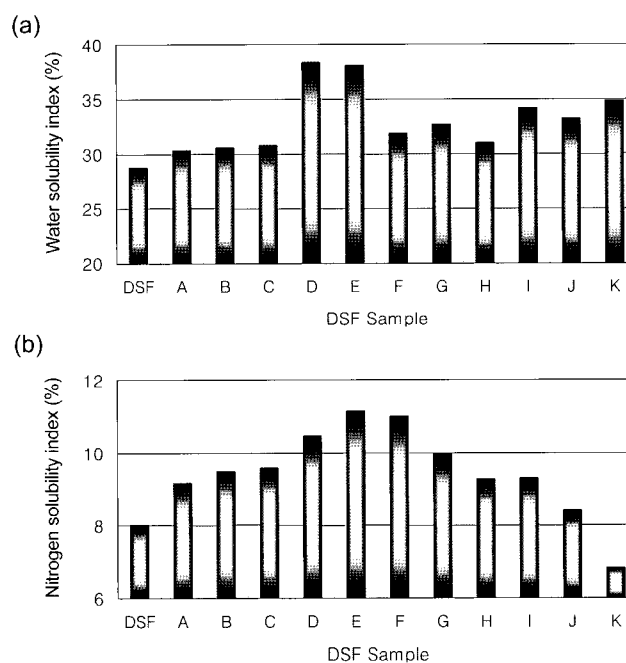 (a)
Water solubility index (%)
40
35
30
25
20
DSF A B C D E F G H I J K
DSF Sample
(b)
Nitrogen solubility index (%)
12
10
8
6
DSF A B C D E F G H I J K
DSF Sample